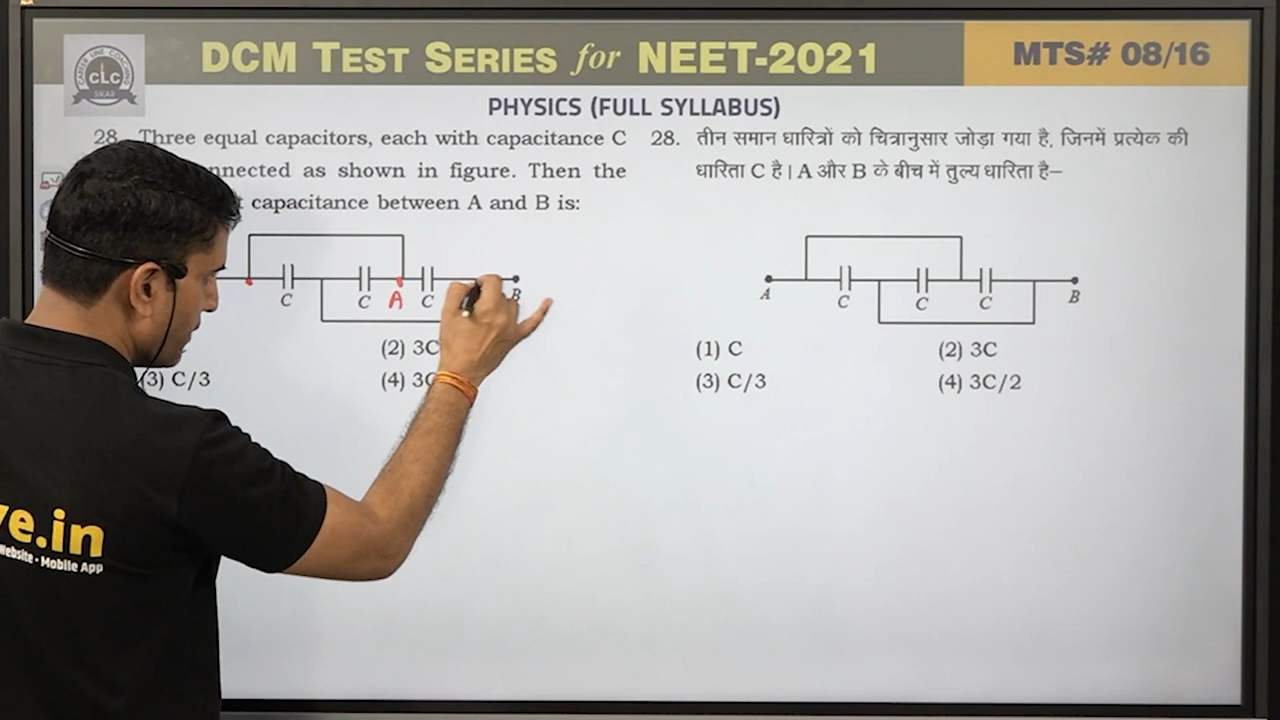 DCM TEST SERIES for NEET-2021
MTS# 08/16
CLC
PHYSICS (FULL SYLLABUS)
28. Three equal capacitors, each with capacitance C
nnected as shown in figure. Then the
t capacitance between A and B is:
C C A C B
(2) 3C
(3) C/3 (4) 3C
28. तीन समान धारित्रों को चित्रानुसार जोड़ा गया है, जिनमें प्रत्येक की
धारिता C है। A और B के बीच में तुल्य धारिता है–
A C C C B
(1) C (2) 3C
(3) C/3 (4) 3C/2
ve.in
Website • Mobile App